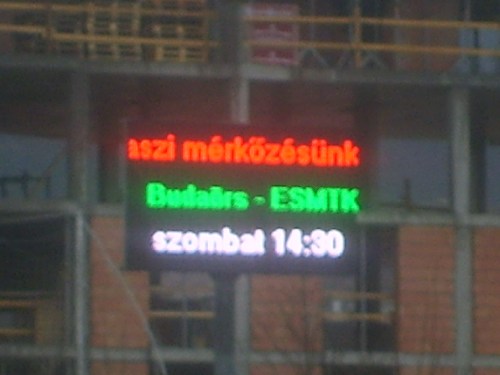 aszi mérkőzésünk
Budaörs - ESMTK
szombat 14:30